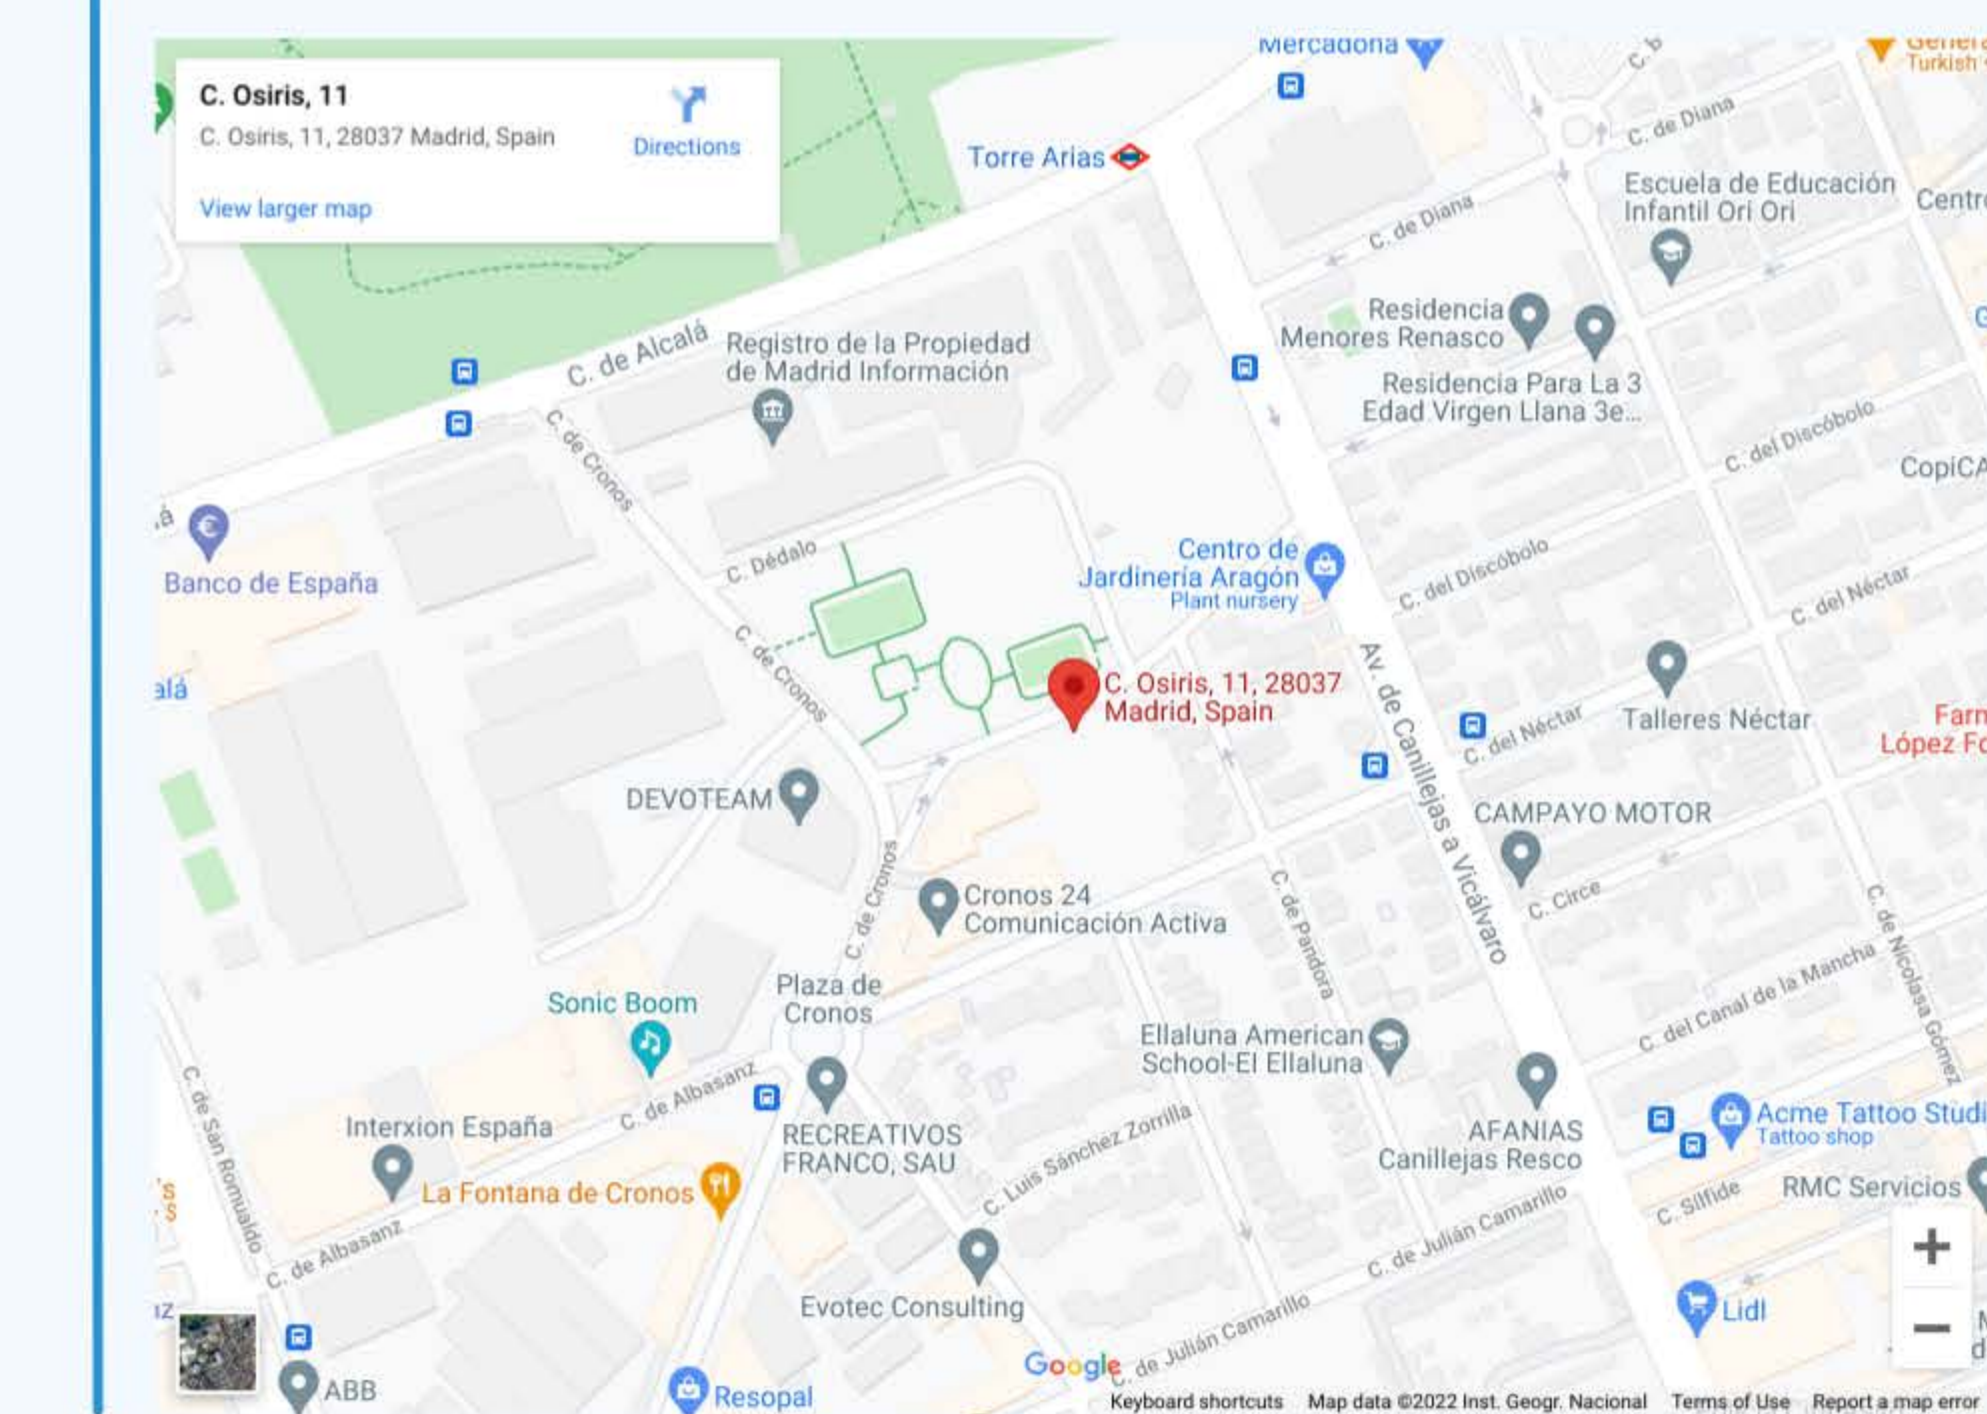 C. Osiris, 11
C. Osiris, 11, 28037 Madrid, Spain
Directions
View larger map
Mercadona
Turkish
C. de Diana
Torre Arias
Escuela de Educación
Infantil Ori Ori
C. de Diana
Residencia
Menores Renasco
C. de Alcalá
Registro de la Propiedad
de Madrid Información
Residencia Para La 3
Edad Virgen Llana 3e...
C. de Cronos
C. del Discóbolo
Banco de España
C. Dédalo
Centro de
Jardinería Aragón
Plant nursery
C. del Discóbolo
C. del Néctar
C. de Cronos
C. Osiris, 11, 28037
Madrid, Spain
Av. de Canillejas a Vicálvaro
C. del Néctar
Talleres Néctar
DEVOTEAM
CAMPAYO MOTOR
C. de Cronos
Cronos 24
Comunicación Activa
C. de Pandora
C. Circe
C. de Nicolasa Gómez
Plaza de
Cronos
Sonic Boom
C. del Canal de la Mancha
Ellaluna American
School-El Ellaluna
C. de San Romualdo
C. de Albasanz
Interxion España
RECREATIVOS
FRANCO, SAU
C. Luis Sánchez Zorrilla
AFANIAS
Canillejas Resco
Acme Tattoo Studi
Tattoo shop
La Fontana de Cronos
C. Sílfide
RMC Servicios
C. de Albasanz
C. de Julián Camarillo
Evotec Consulting
Lidl
C. de Julián Camarillo
ABB
Resopal
Google
Keyboard shortcuts Map data ©2022 Inst. Geogr. Nacional Terms of Use Report a map error